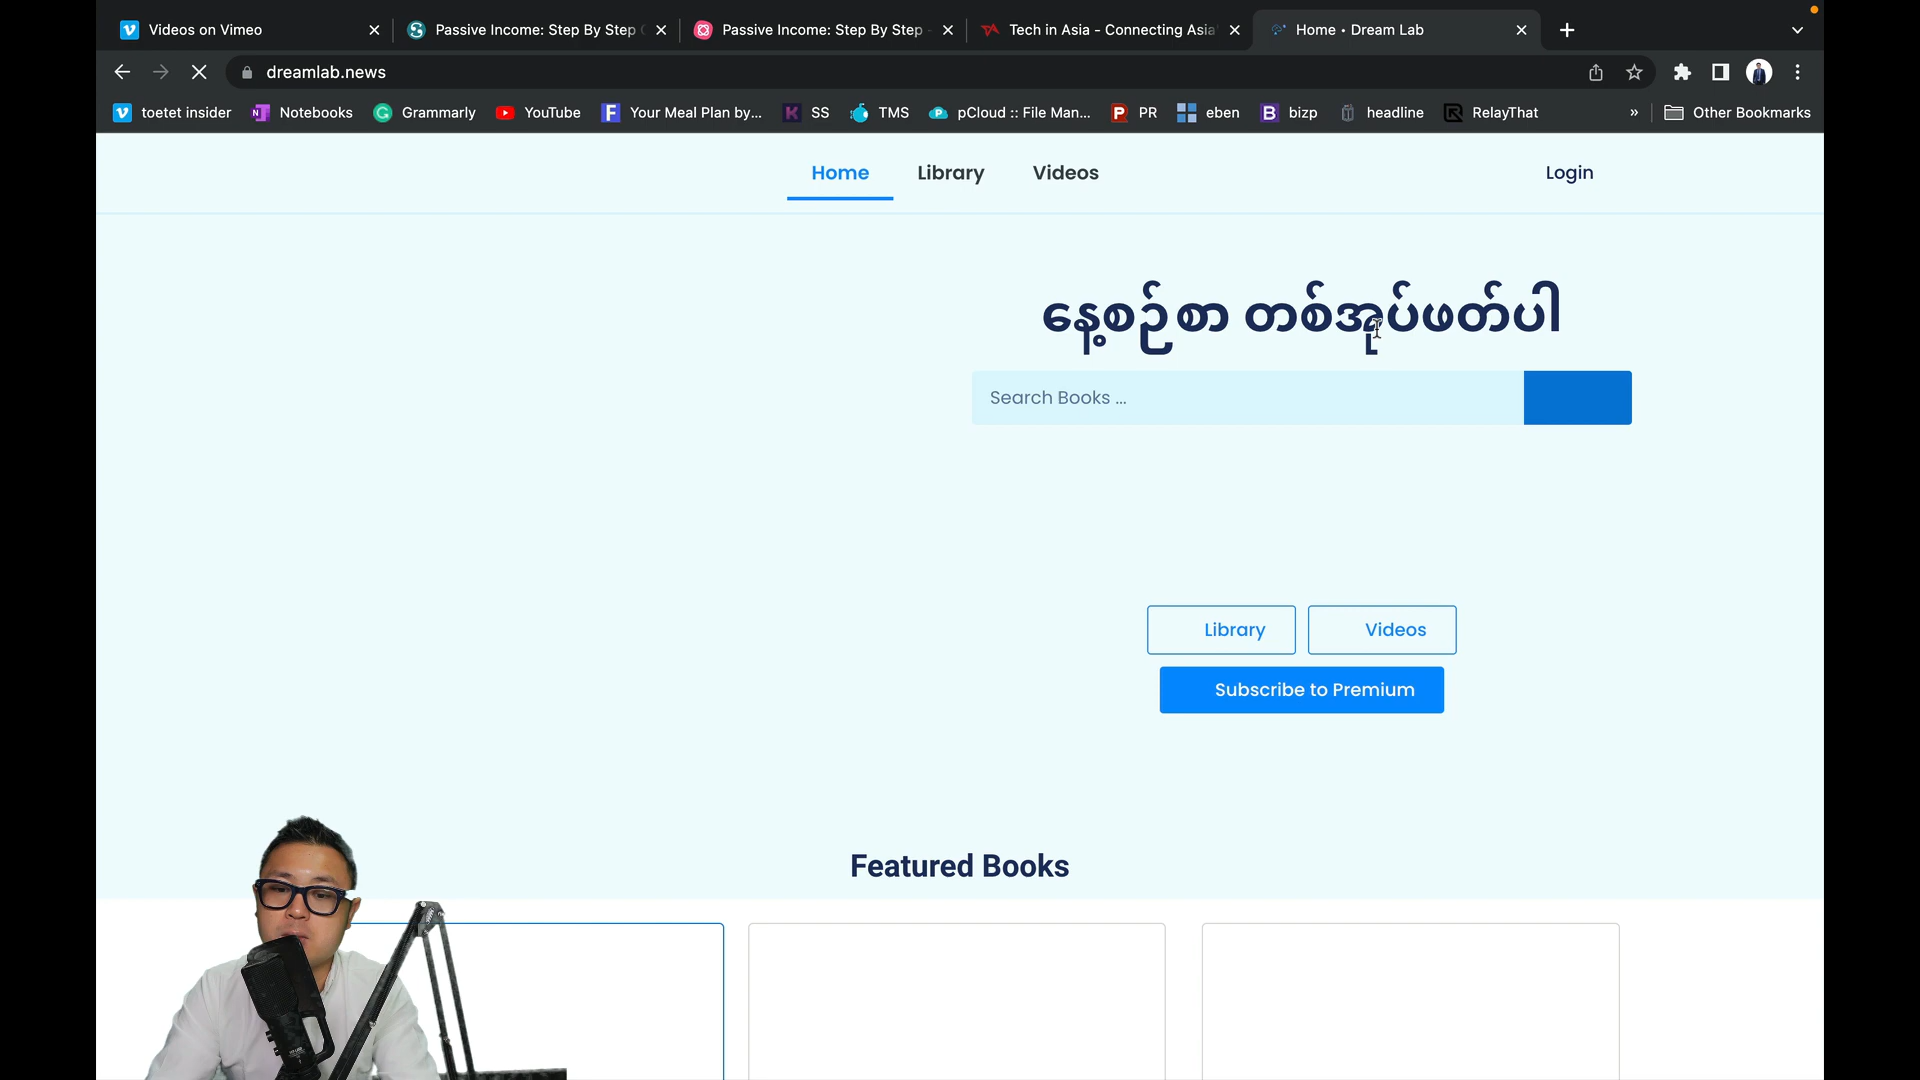 Videos on Vimeo
Passive Income: Step By Step
Passive Income: Step By Step
Tech in Asia - Connecting Asia
Home • Dream Lab
dreamlab.news
toetet insider
Notebooks
Grammarly
YouTube
Your Meal Plan by...
SS
TMS
pCloud :: File Man...
PR
eben
bizp
headline
RelayThat
»
Other Bookmarks
Home
Library
Videos
Login
နေ့စဉ်စာ တစ်အုပ်ဖတ်ပါ
Search Books ...
Library
Videos
Subscribe to Premium
Featured Books